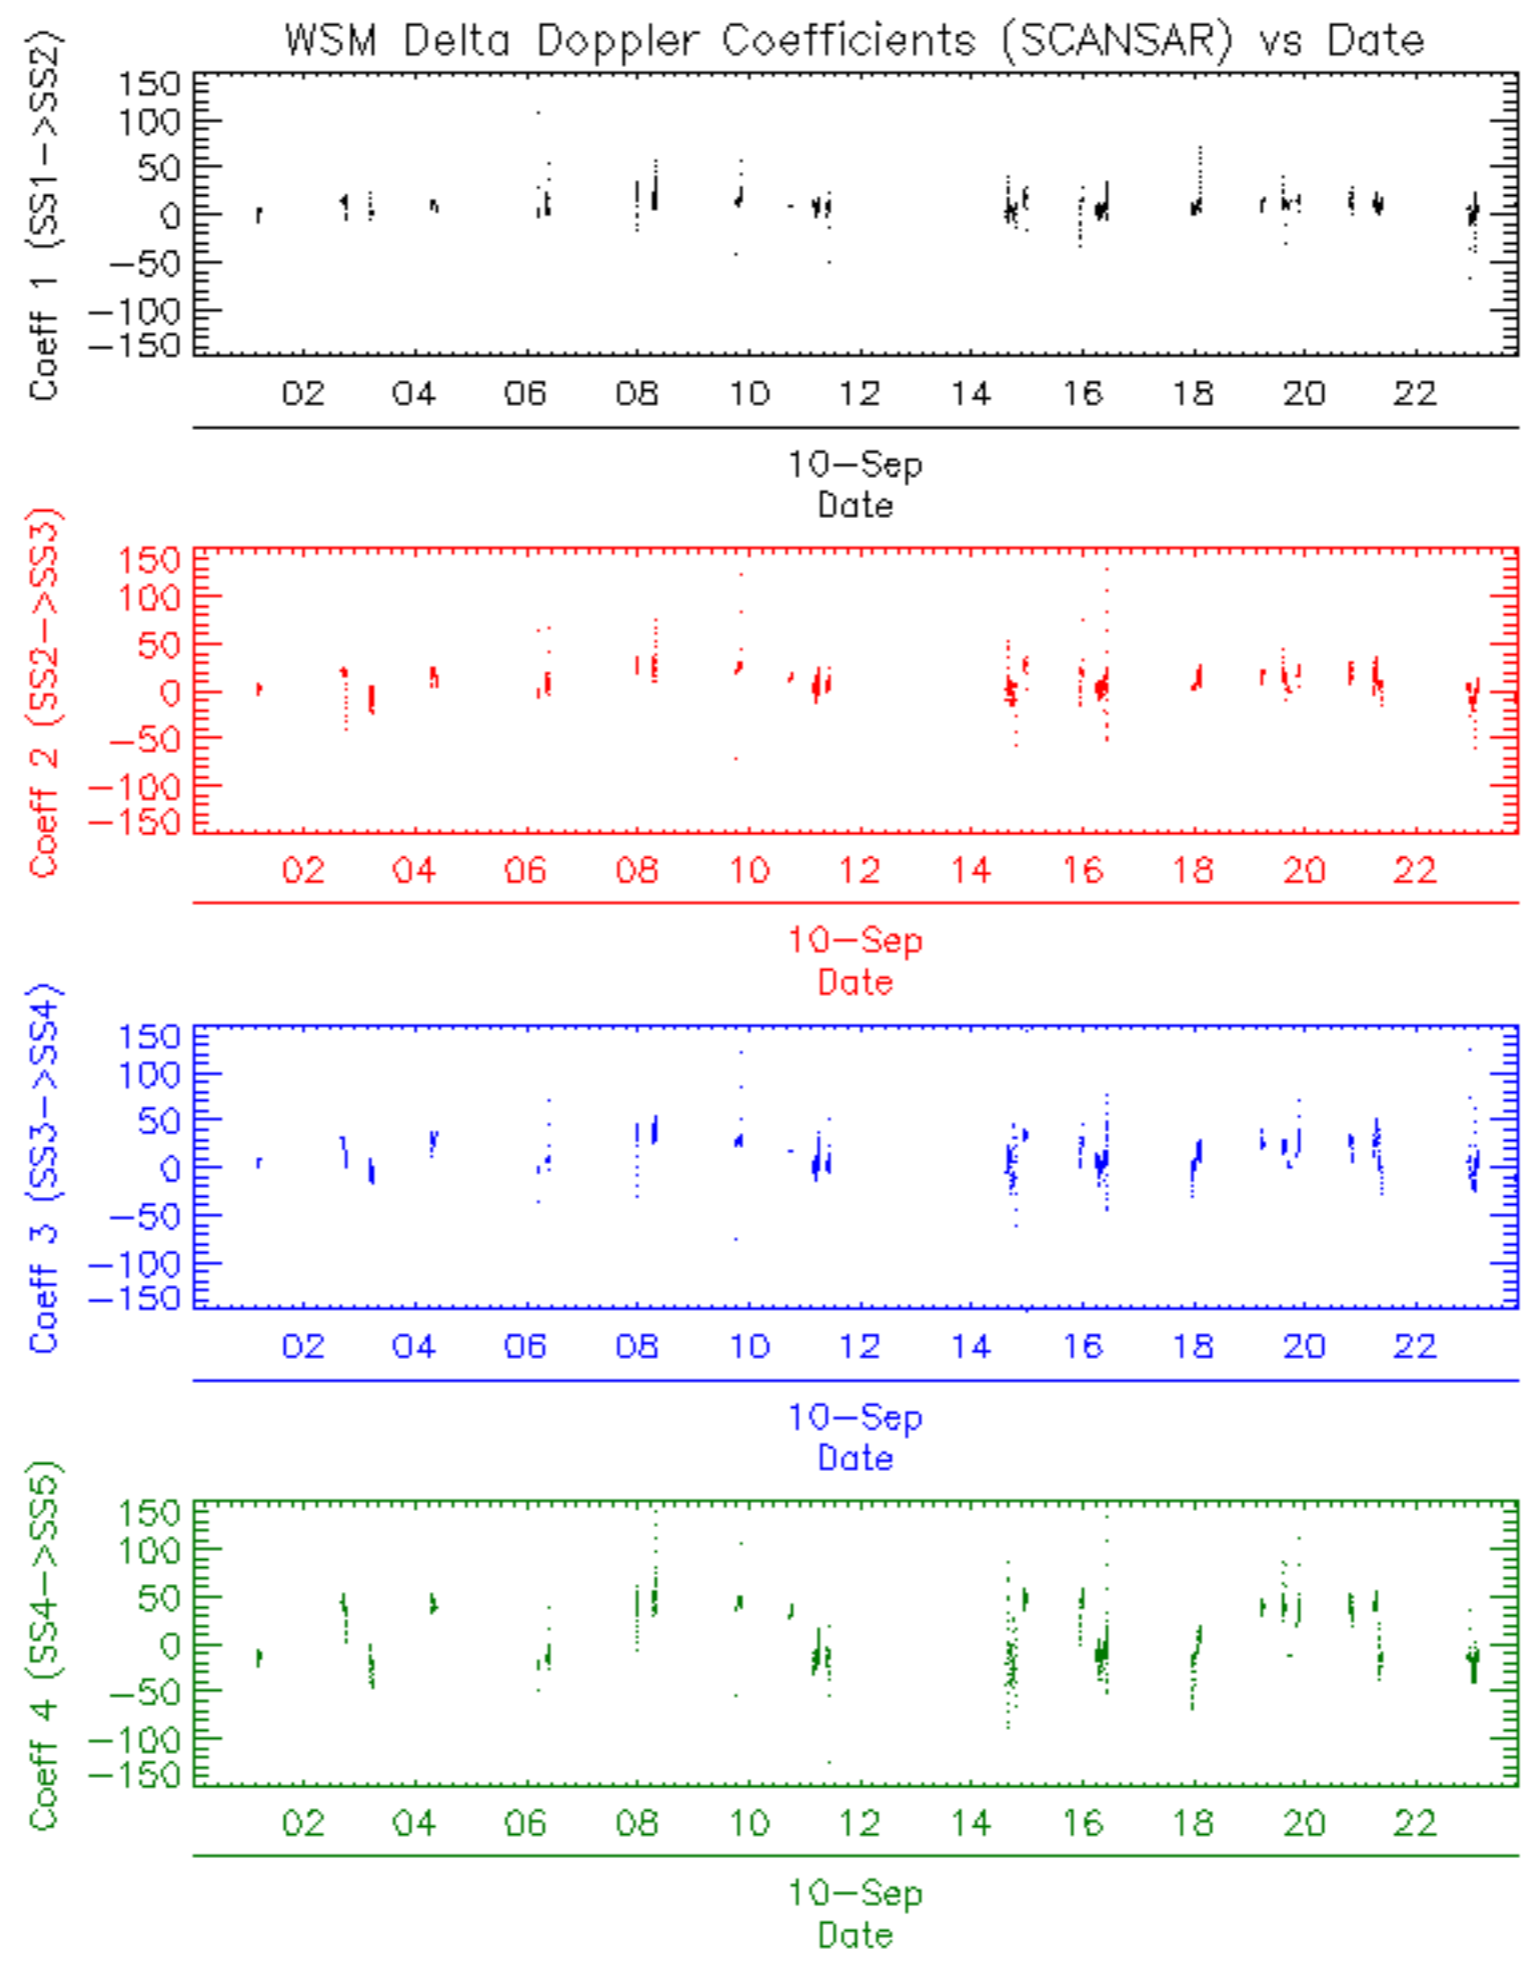 WSM Delta Doppler Coefficients (SCANSAR) vs Date
Coeff 1 (SS1->SS2)
150
100
50
0
-50
-100
-150
02 04 06 08 10 12 14 16 18 20 22
10-Sep
Date
Coeff 2 (SS2->SS3)
150
100
50
0
-50
-100
-150
02 04 06 08 10 12 14 16 18 20 22
10-Sep
Date
Coeff 3 (SS3->SS4)
150
100
50
0
-50
-100
-150
02 04 06 08 10 12 14 16 18 20 22
10-Sep
Date
Coeff 4 (SS4->SS5)
150
100
50
0
-50
-100
-150
02 04 06 08 10 12 14 16 18 20 22
10-Sep
Date